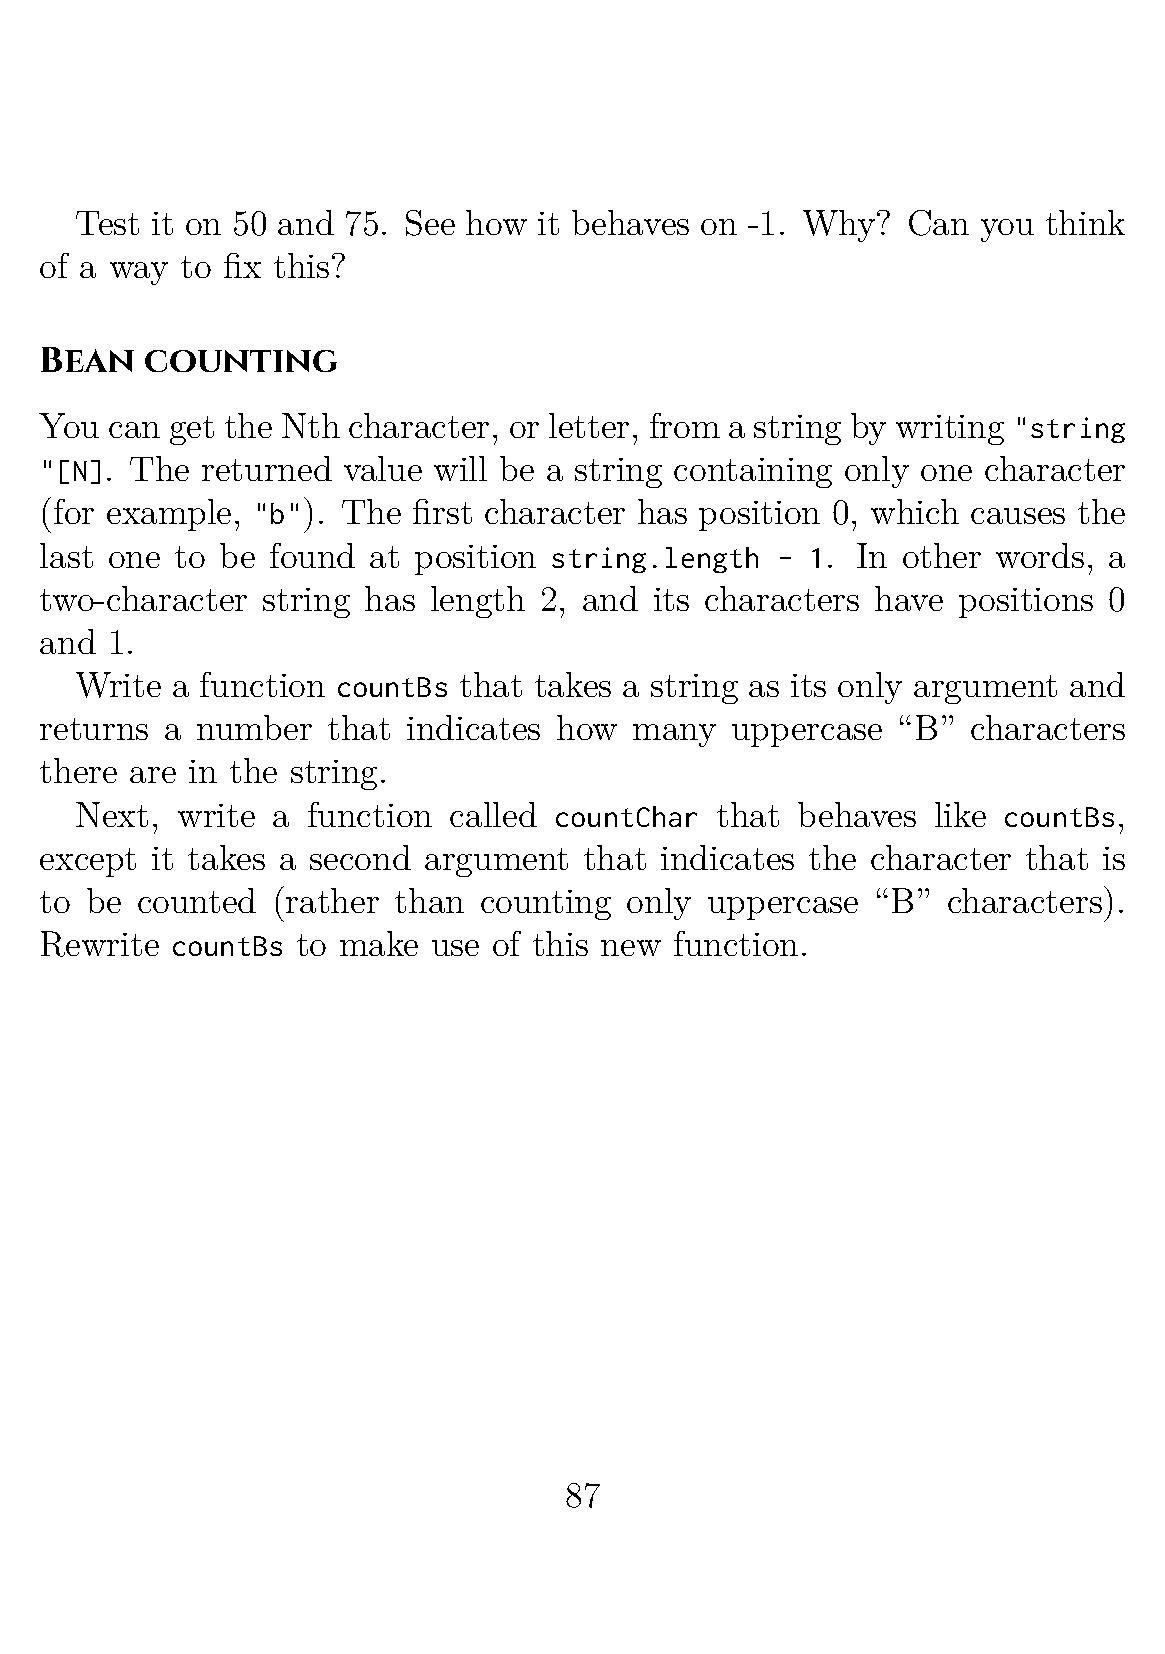 Test it on 50 and 75. See how it behaves on -1. Why? Can you think
of a way to fix this?
Bean counting
You can get the Nth character, or letter, from a string by writing "string
"[N]. The returned value will be a string containing only one character
(for example, "b"). The first character has position 0, which causes the
last one to be found at position string.length - 1. In other words, a
two-character string has length 2, and its characters have positions 0
and 1.
Write a function countBs that takes a string as its only argument and
returns a number that indicates how many uppercase “B” characters
there are in the string.
Next, write a function called countChar that behaves like countBs,
except it takes a second argument that indicates the character that is
to be counted (rather than counting only uppercase “B” characters).
Rewrite countBs to make use of this new function.
87